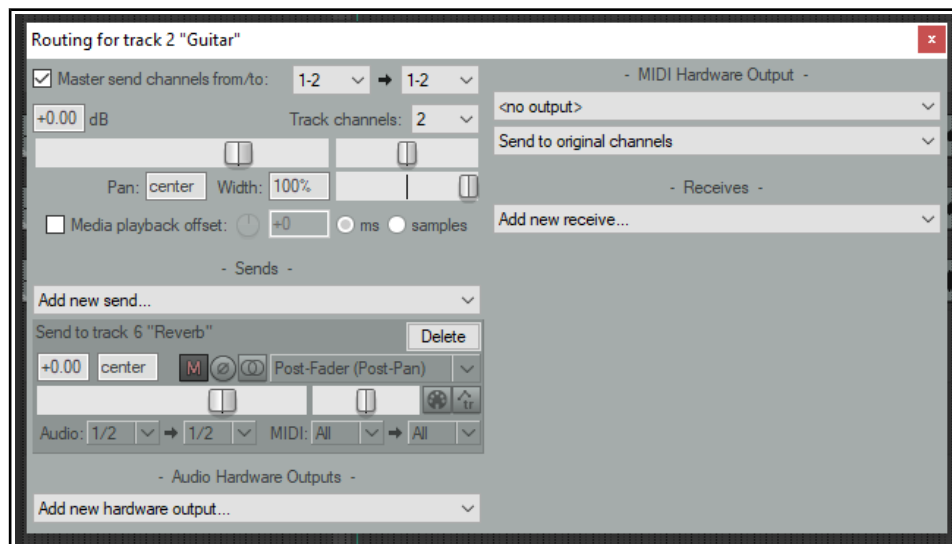 Routing for track 2 "Guitar"
x
Master send channels from/to: 1-2 1-2
+0.00 dB Track channels: 2
Pan: center Width: 100%
Media playback offset: +0 ms samples
- Sends -
Add new send...
Send to track 6 "Reverb" Delete
+0.00 center M Post-Fader (Post-Pan)
tr
Audio: 1/2 1/2 MIDI: All All
- Audio Hardware Outputs -
Add new hardware output...
- MIDI Hardware Output -
<no output>
Send to original channels
- Receives -
Add new receive...